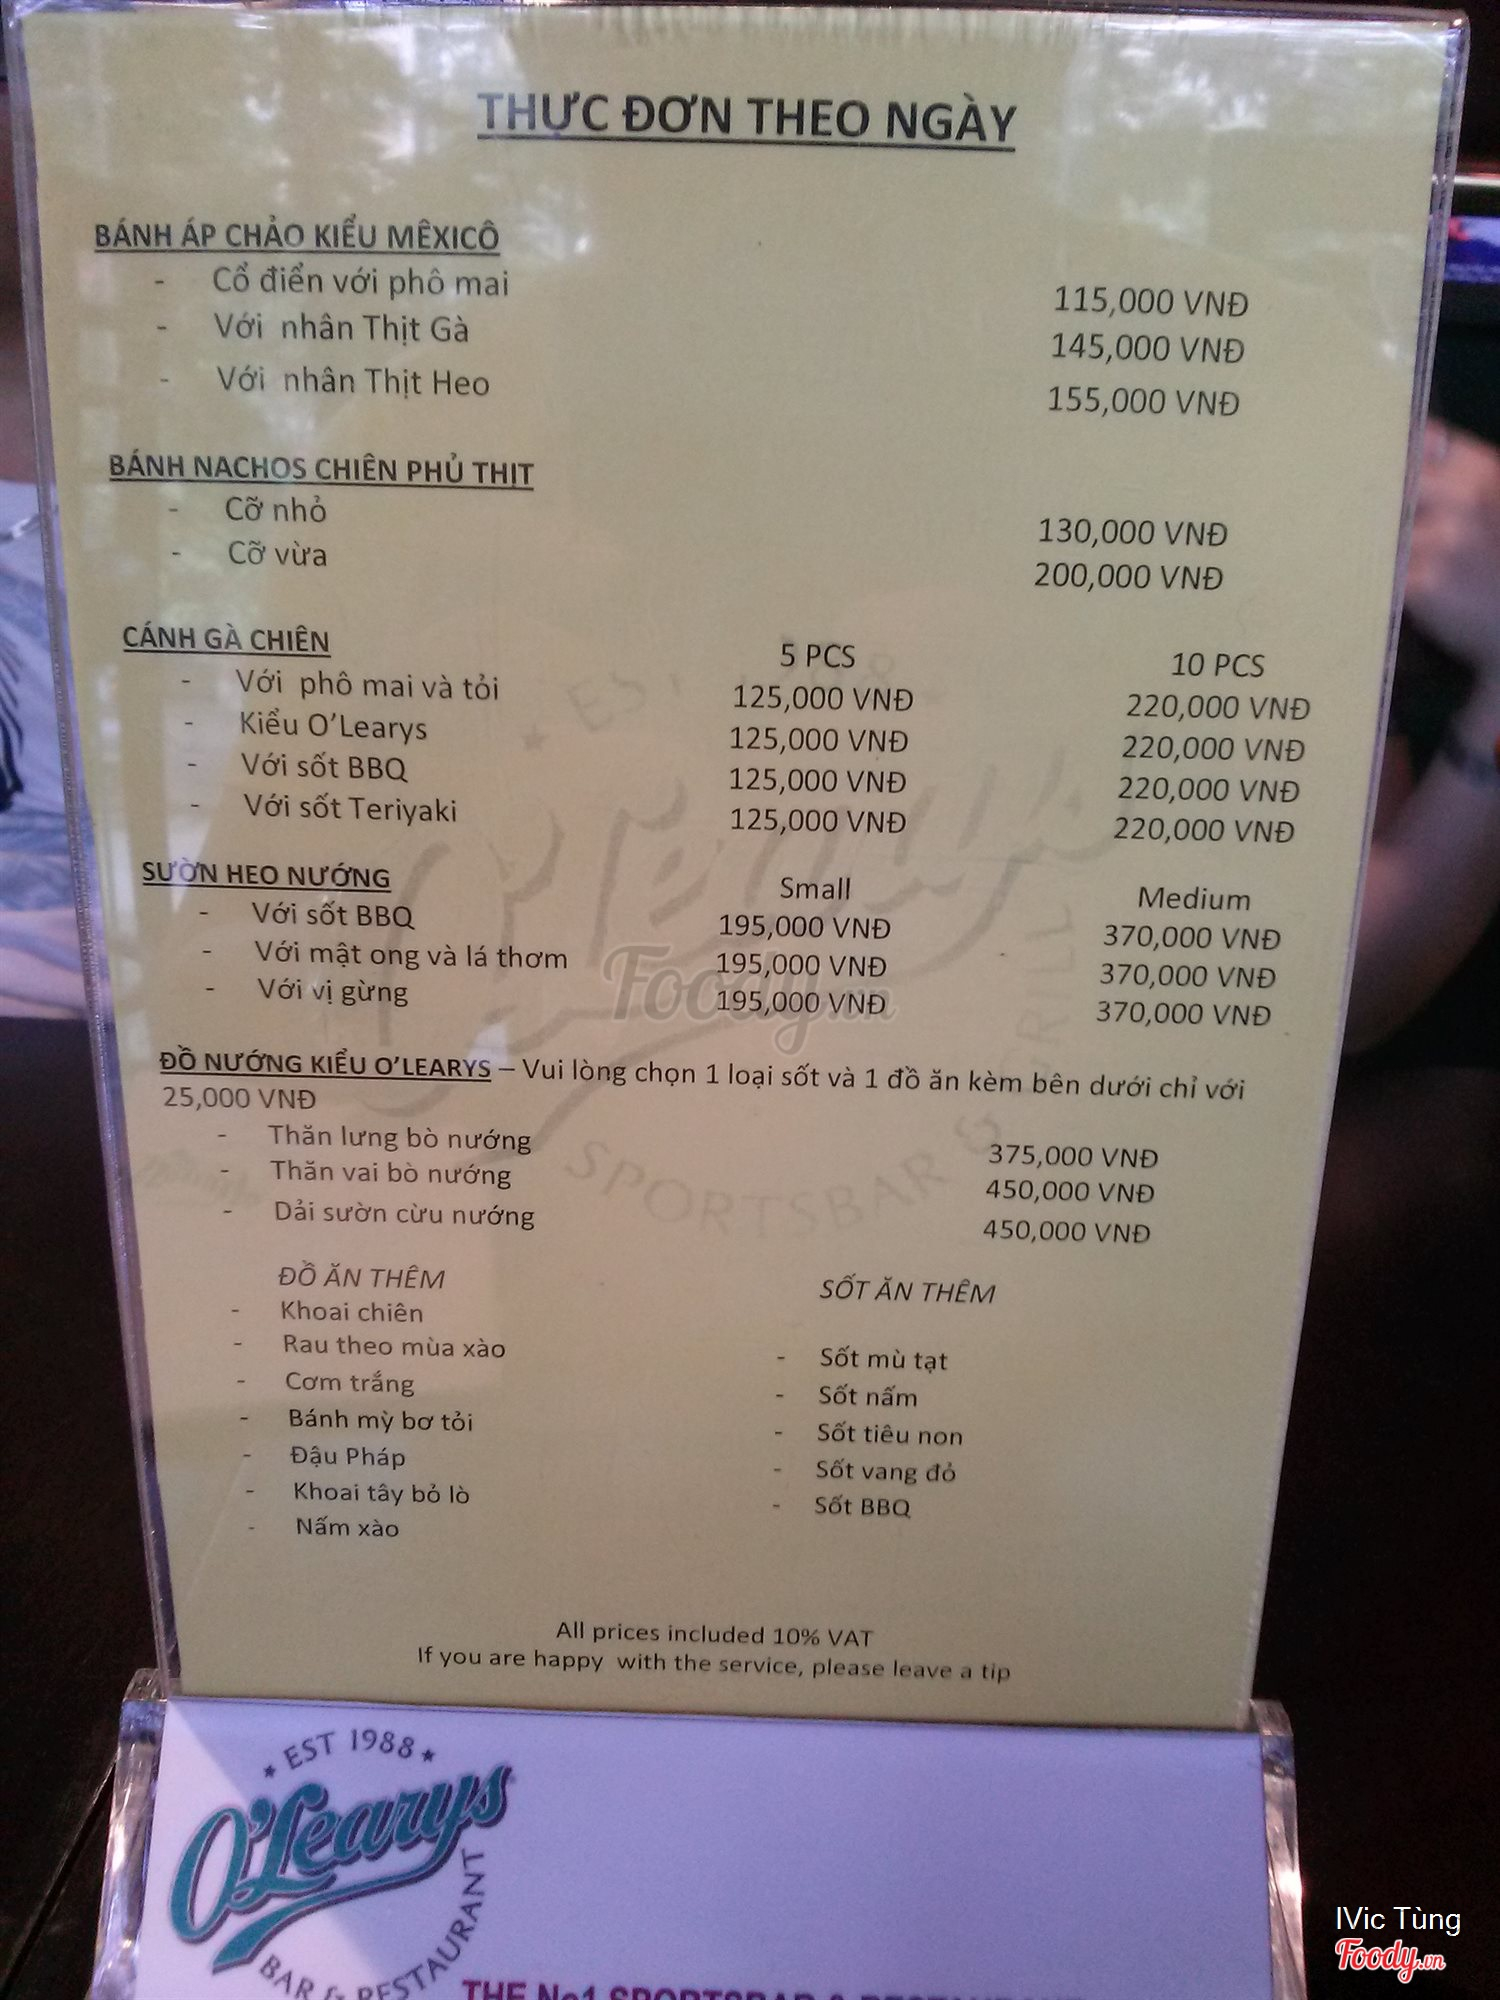 THỰC ĐƠN THEO NGÀY
BÁNH ÁP CHẢO KIỂU MÊXICÔ
- Cổ điển với phô mai 115,000 VNĐ
- Với nhân Thịt Gà 145,000 VNĐ
- Với nhân Thịt Heo 155,000 VNĐ
BÁNH NACHOS CHIÊN PHỦ THỊT
- Cỡ nhỏ 130,000 VNĐ
- Cỡ vừa 200,000 VNĐ
CÁNH GÀ CHIÊN 5 PCS 10 PCS
- Với phô mai và tỏi 125,000 VNĐ 220,000 VNĐ
- Kiểu O'Learys 125,000 VNĐ 220,000 VNĐ
- Với sốt BBQ 125,000 VNĐ 220,000 VNĐ
- Với sốt Teriyaki 125,000 VNĐ 220,000 VNĐ
SƯỜN HEO NƯỚNG Small Medium
- Với sốt BBQ 195,000 VNĐ 370,000 VNĐ
- Với mật ong và lá thơm 195,000 VNĐ 370,000 VNĐ
- Với vị gừng 195,000 VNĐ 370,000 VNĐ
ĐỒ NƯỚNG KIỂU O'LEARYS – Vui lòng chọn 1 loại sốt và 1 đồ ăn kèm bên dưới chỉ với
25,000 VNĐ
- Thăn lưng bò nướng 375,000 VNĐ
- Thăn vai bò nướng 450,000 VNĐ
- Dải sườn cừu nướng 450,000 VNĐ
ĐỒ ĂN THÊM
- Khoai chiên
- Rau theo mùa xào
- Cơm trắng
- Bánh mỳ bơ tỏi
- Đậu Pháp
- Khoai tây bỏ lò
- Nấm xào
SỐT ĂN THÊM
- Sốt mù tạt
- Sốt nấm
- Sốt tiêu non
- Sốt vang đỏ
- Sốt BBQ
All prices included 10% VAT
If you are happy with the service, please leave a tip
EST 1988
O'Learys
BAR & RESTAURANT
THE No1 SPORTSBAR & RESTAURANT
Foody.vn
IVic Tùng
Foody.vn